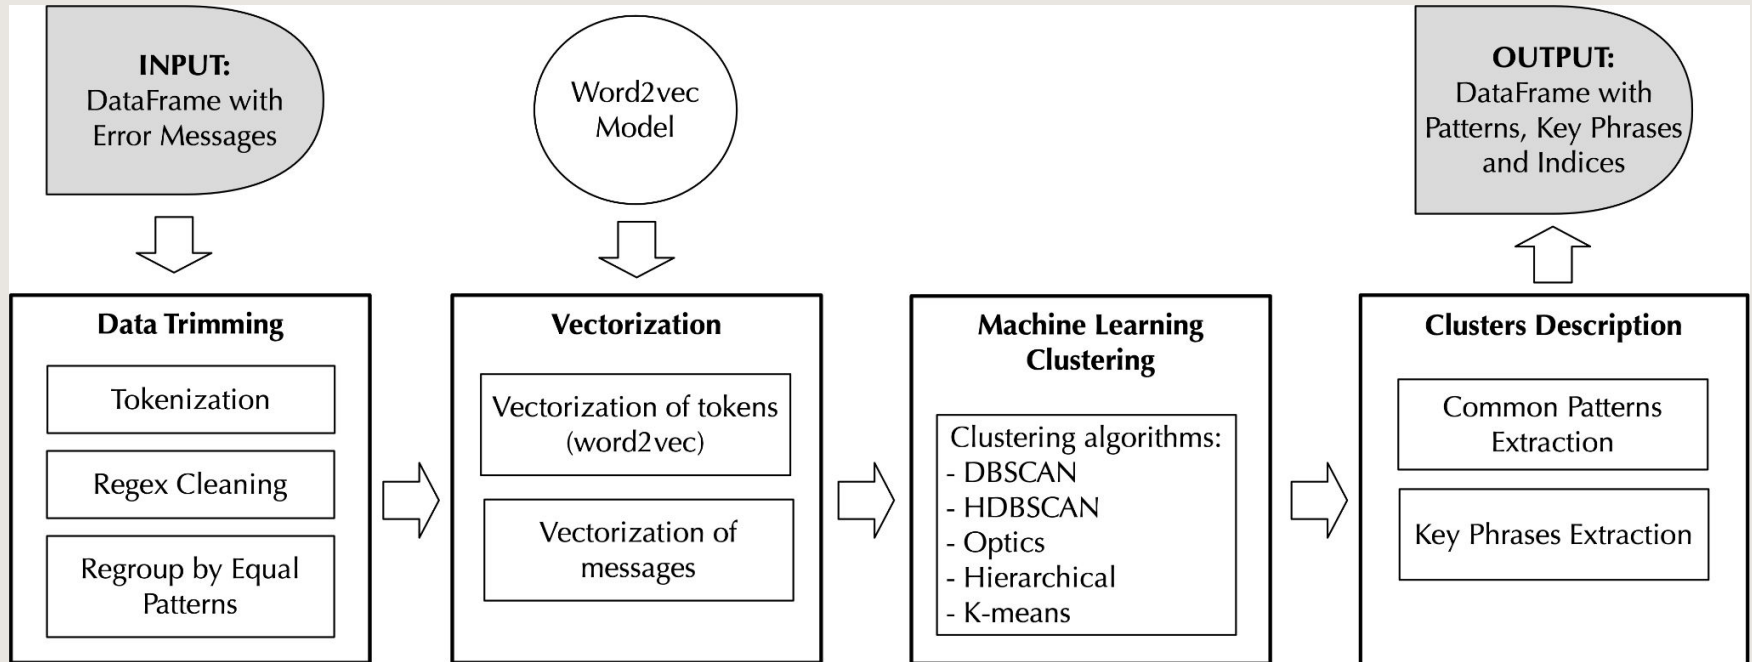 INPUT:
DataFrame with
Error Messages
Word2vec
Model
OUTPUT:
DataFrame with
Patterns, Key Phrases
and Indices
Data Trimming
Tokenization
Regex Cleaning
Regroup by Equal
Patterns
Vectorization
Vectorization of tokens
(word2vec)
Vectorization of
messages
Machine Learning
Clustering
Clustering algorithms:
- DBSCAN
- HDBSCAN
- Optics
- Hierarchical
- K-means
Clusters Description
Common Patterns
Extraction
Key Phrases Extraction